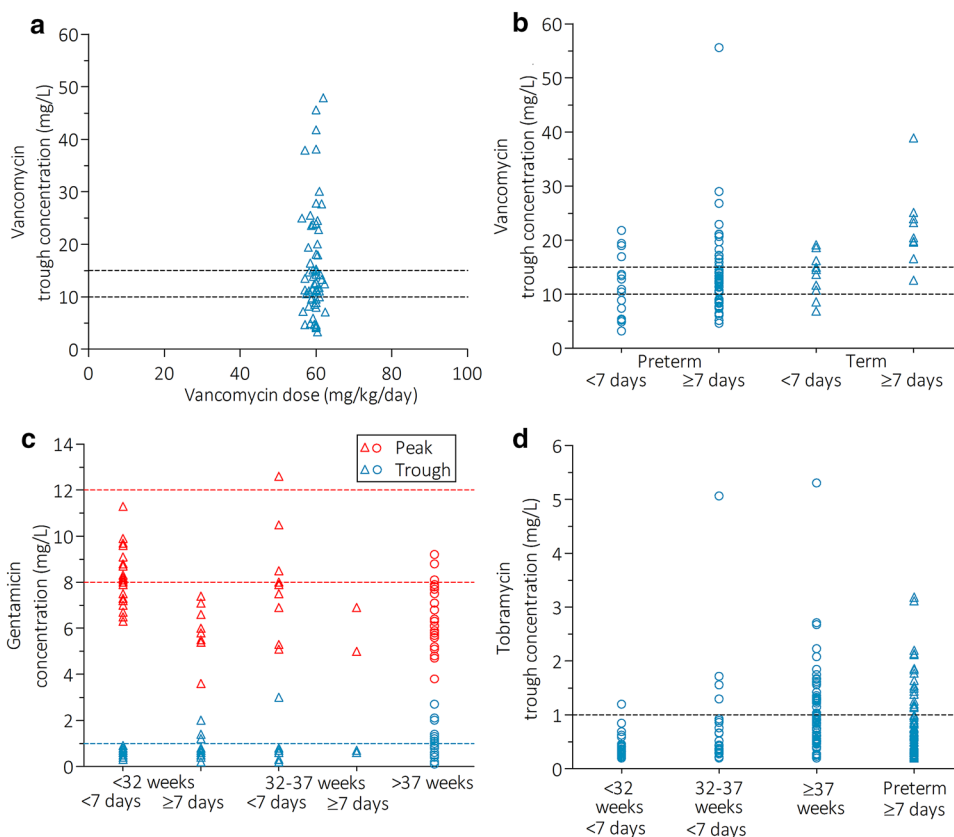 a
Vancomycin
trough concentration (mg/L)
60
50
40
30
20
10
0
0 20 40 60 80 100
Vancomycin dose (mg/kg/day)
b
Vancomycin
trough concentration (mg/L)
60
50
40
30
20
10
0
Preterm Term
<7 days ≥7 days <7 days ≥7 days
c
Gentamicin
concentration (mg/L)
14
12
10
8
6
4
2
0
Peak
Trough
<32 weeks 32-37 weeks >37 weeks
<7 days ≥7 days <7 days ≥7 days
d
Tobramycin
trough concentration (mg/L)
6
5
4
3
2
1
0
<32 32-37 ≥37 Preterm
weeks weeks weeks ≥7 days
<7 days <7 days